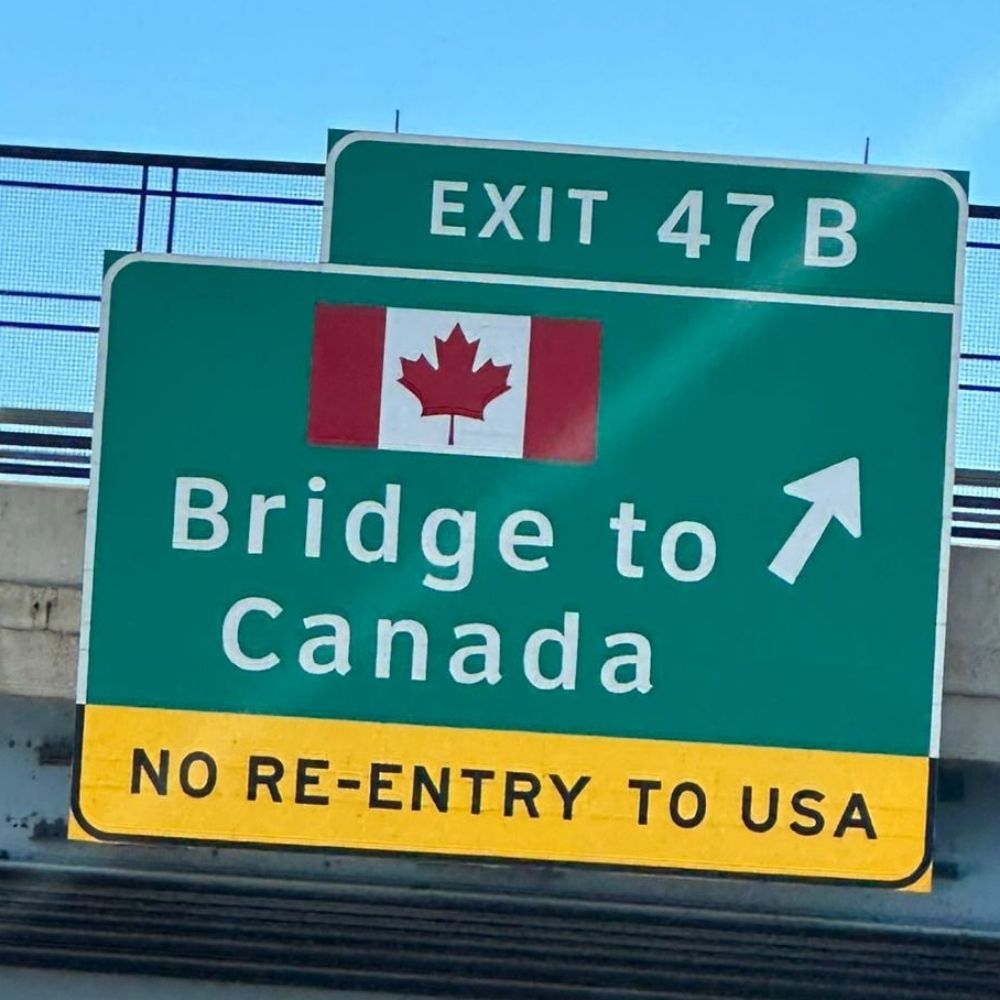 EXIT 47 B
Bridge to
Canada
NO RE-ENTRY TO USA